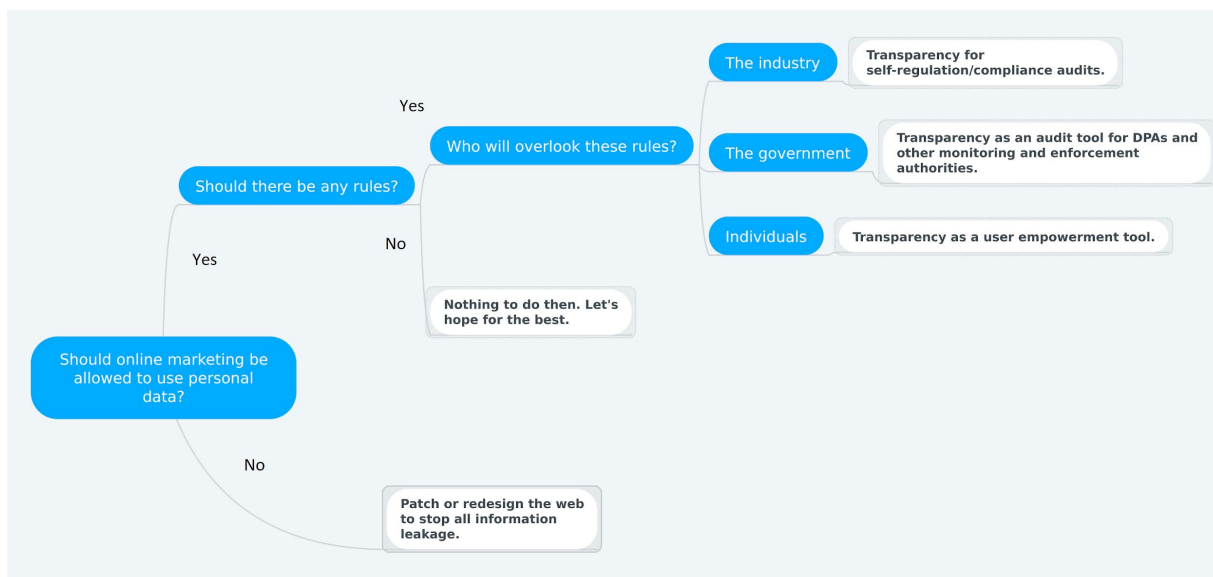 The industry
Transparency for
self-regulation/compliance audits.
Yes
Who will overlook these rules?
The government
Transparency as an audit tool for DPAs and
other monitoring and enforcement
authorities.
Should there be any rules?
No
Individuals
Transparency as a user empowerment tool.
Yes
Nothing to do then. Let's
hope for the best.
Should online marketing be
allowed to use personal
data?
No
Patch or redesign the web
to stop all information
leakage.